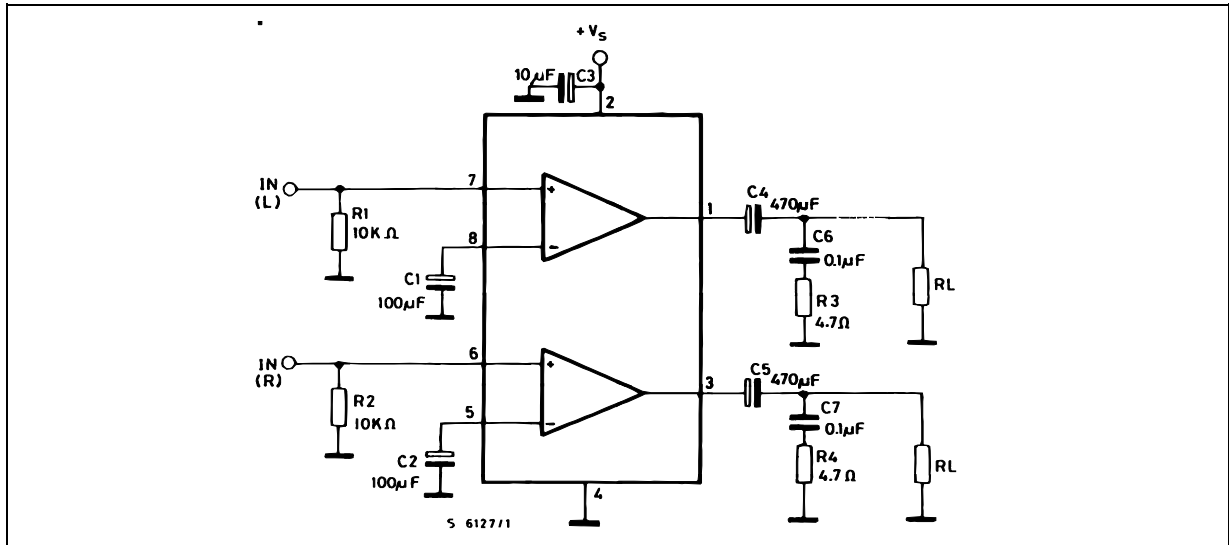 + Vs
10 µF C3
2
IN (L)
7
R1
10KΩ
+
8
−
C1
100µF
1
C4 470µF
C6
0.1µF
R3
4.7Ω
RL
IN (R)
6
R2
10KΩ
+
5
−
C2
100µF
3
C5 470µF
C7
0.1µF
R4
4.7Ω
RL
4
S 6127/1